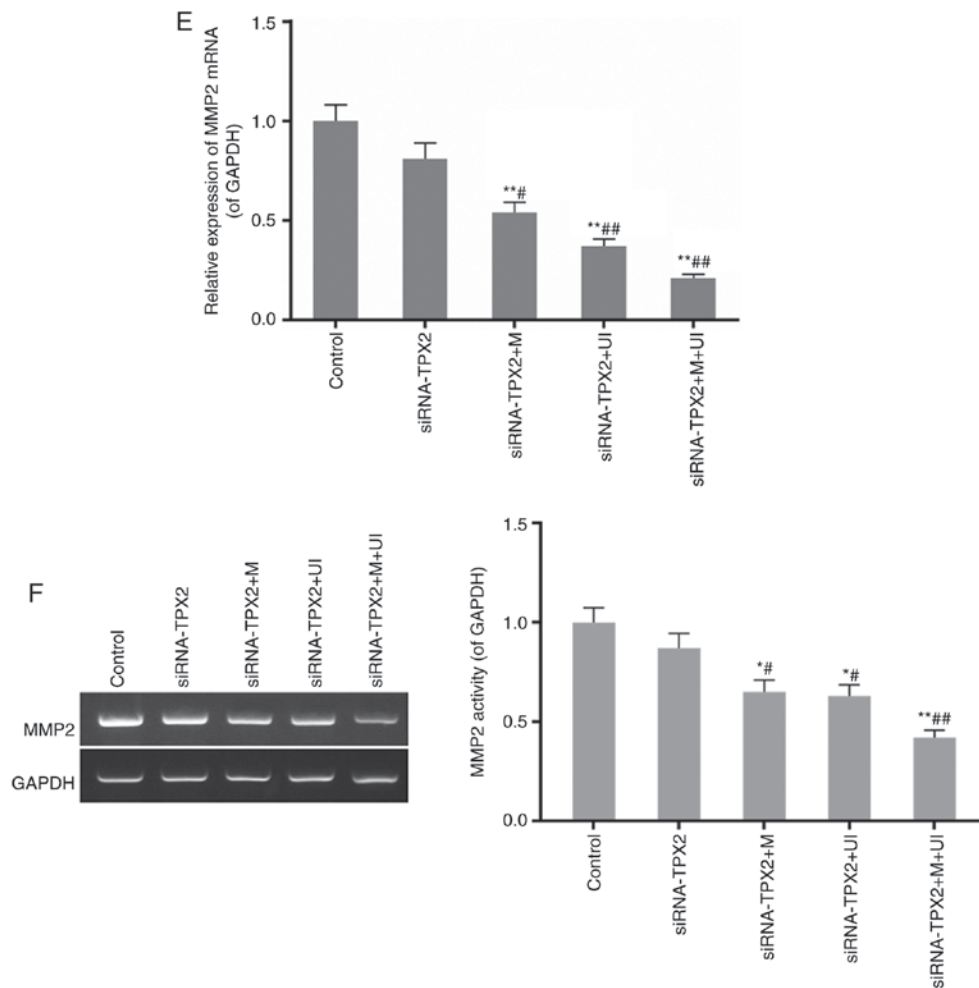 E
Relative expression of MMP2 mRNA
(of GAPDH)
1.5
1.0
0.5
0.0
**#
**##
**##
Control
siRNA-TPX2
siRNA-TPX2+M
siRNA-TPX2+UI
siRNA-TPX2+M+UI
F
Control
siRNA-TPX2
siRNA-TPX2+M
siRNA-TPX2+UI
siRNA-TPX2+M+UI
MMP2
GAPDH
MMP2 activity (of GAPDH)
1.5
1.0
0.5
0.0
*#
*#
**##
Control
siRNA-TPX2
siRNA-TPX2+M
siRNA-TPX2+UI
siRNA-TPX2+M+UI